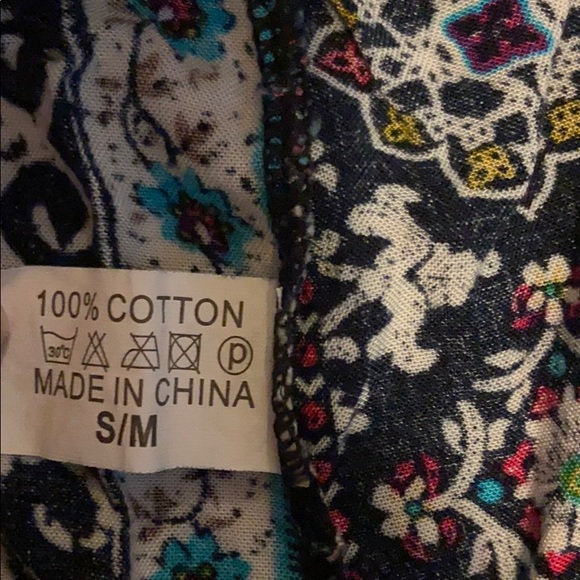 100% COTTON
30°C P
MADE IN CHINA
S/M